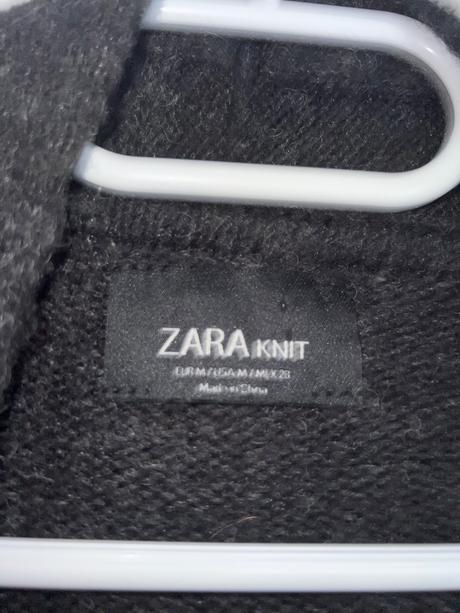 ZARA KNIT
EUR M / USA M / MEX 28
Made in China